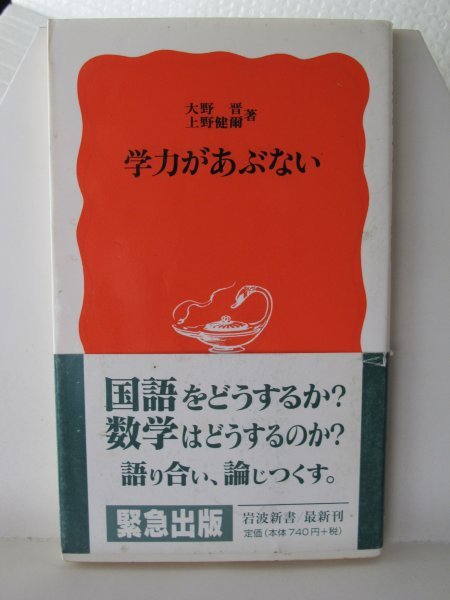 大野 晋
上野健爾 著
学力があぶない
国語をどうするか?
数学はどうするのか?
語り合い、論じつくす。
緊急出版
岩波新書/最新刊
定価(本体740円+税)